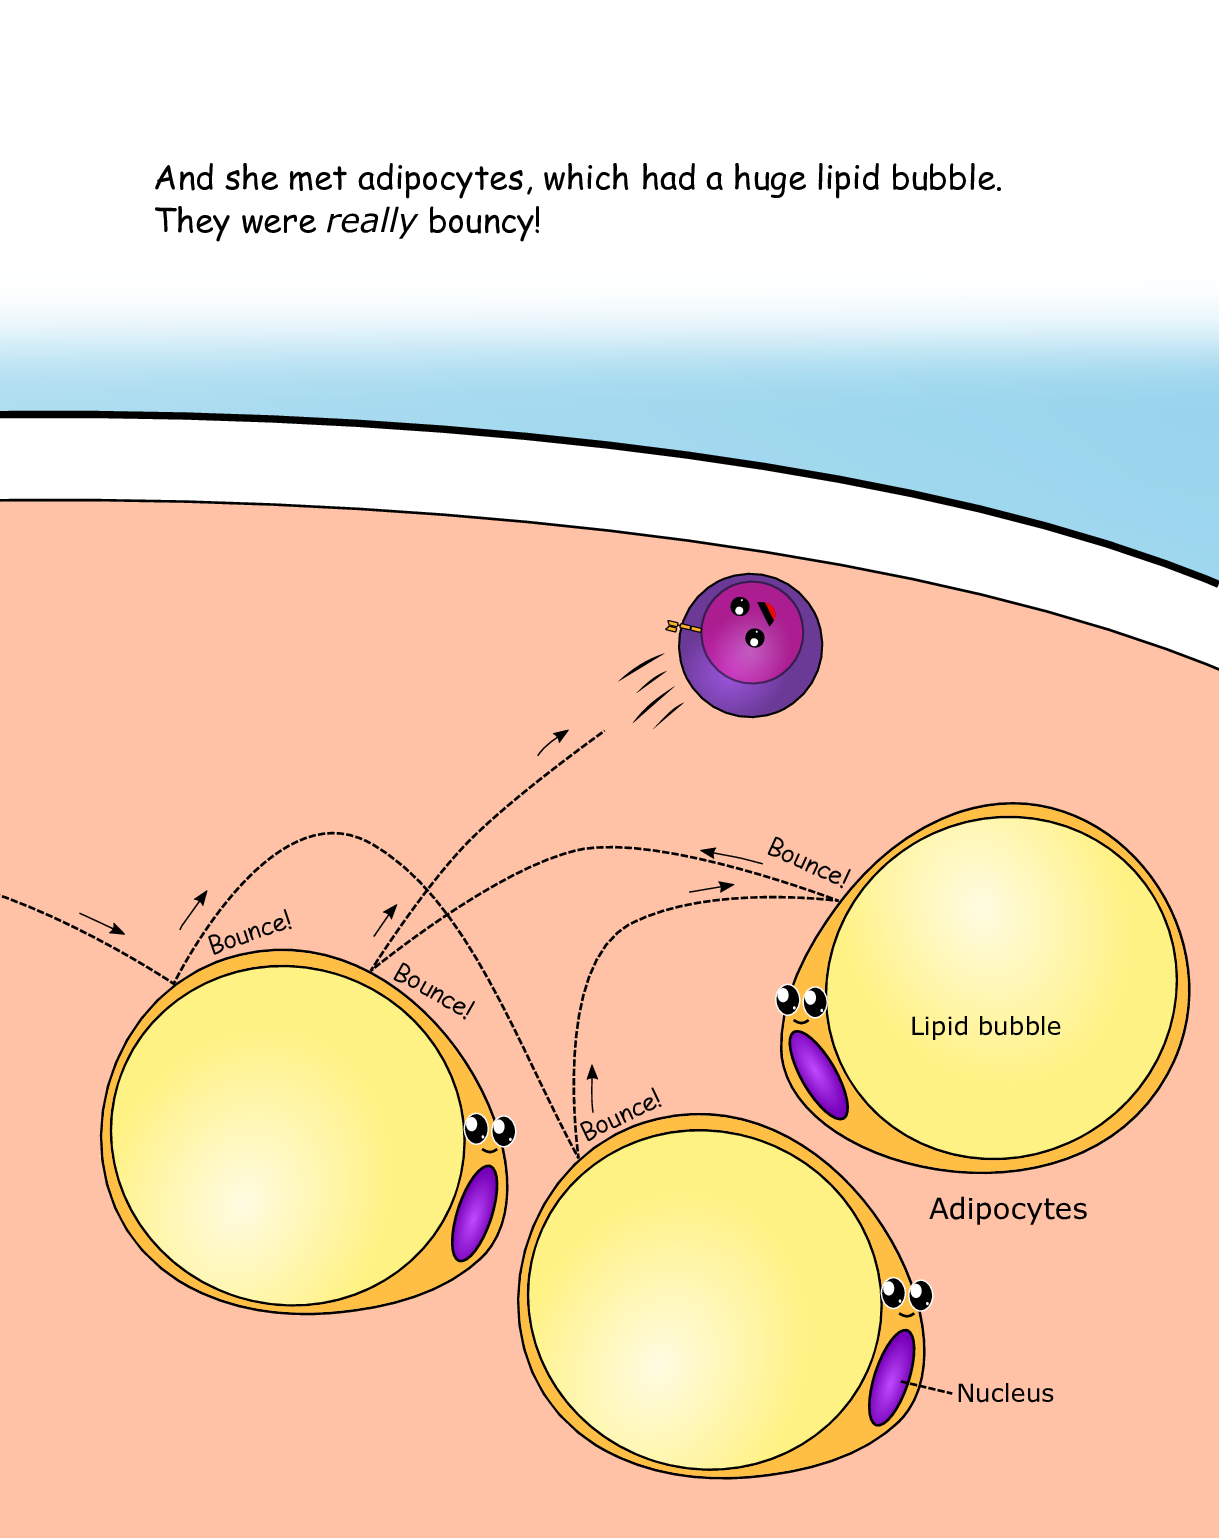 And she met adipocytes, which had a huge lipid bubble.
They were really bouncy!
Bounce!
Bounce!
Bounce!
Bounce!
Lipid bubble
Adipocytes
Nucleus